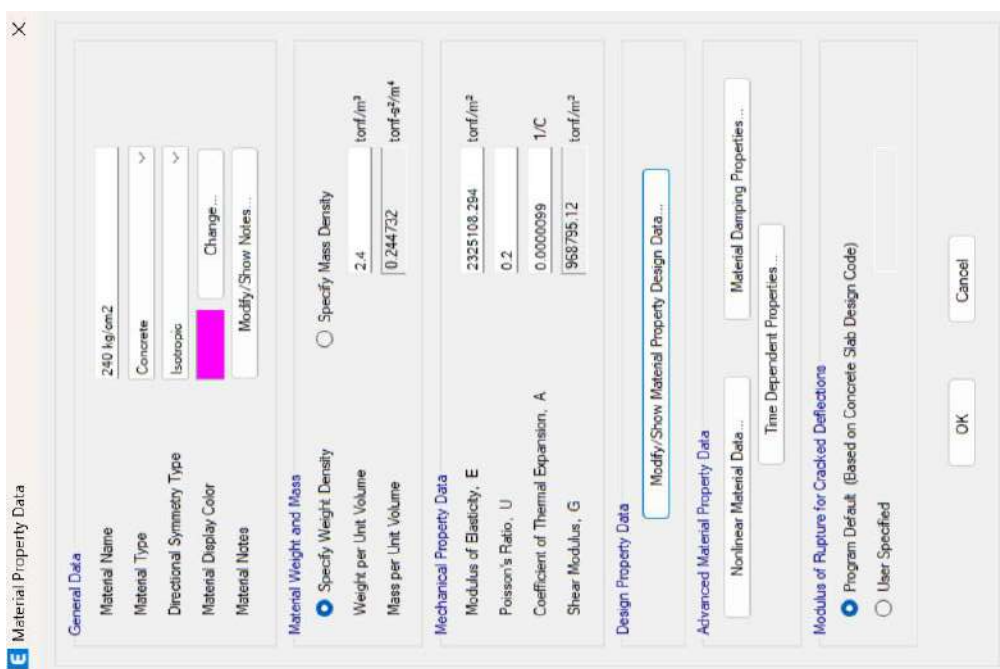 E Material Property Data
General Data
Material Name 240 kg/cm2
Material Type Concrete
Directional Symmetry Type Isotropic
Material Display Color Change...
Material Notes Modify/Show Notes...
Material Weight and Mass
Specify Weight Density Specify Mass Density
Weight per Unit Volume 2.4 tonf/m³
Mass per Unit Volume 0.244732 tonf-s²/m⁴
Mechanical Property Data
Modulus of Elasticity, E 2325108.294 tonf/m²
Poisson's Ratio, U 0.2
Coefficient of Thermal Expansion, A 0.0000099 1/C
Shear Modulus, G 968795.12 tonf/m²
Design Property Data
Modify/Show Material Property Design Data...
Advanced Material Property Data
Nonlinear Material Data... Material Damping Properties...
Time Dependent Properties...
Modulus of Rupture for Cracked Deflections
Program Default (Based on Concrete Slab Design Code)
User Specified
OK Cancel